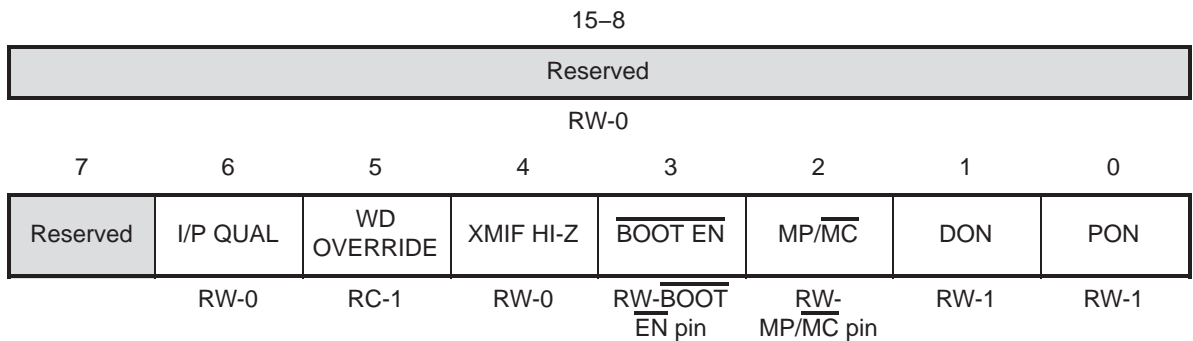 15–8
Reserved
RW-0
7 6 5 4 3 2 1 0
Reserved I/P QUAL WD OVERRIDE XMIF HI-Z BOOT EN MP/MC DON PON
RW-0 RC-1 RW-0 RW-BOOT EN pin RW-MP/MC pin RW-1 RW-1